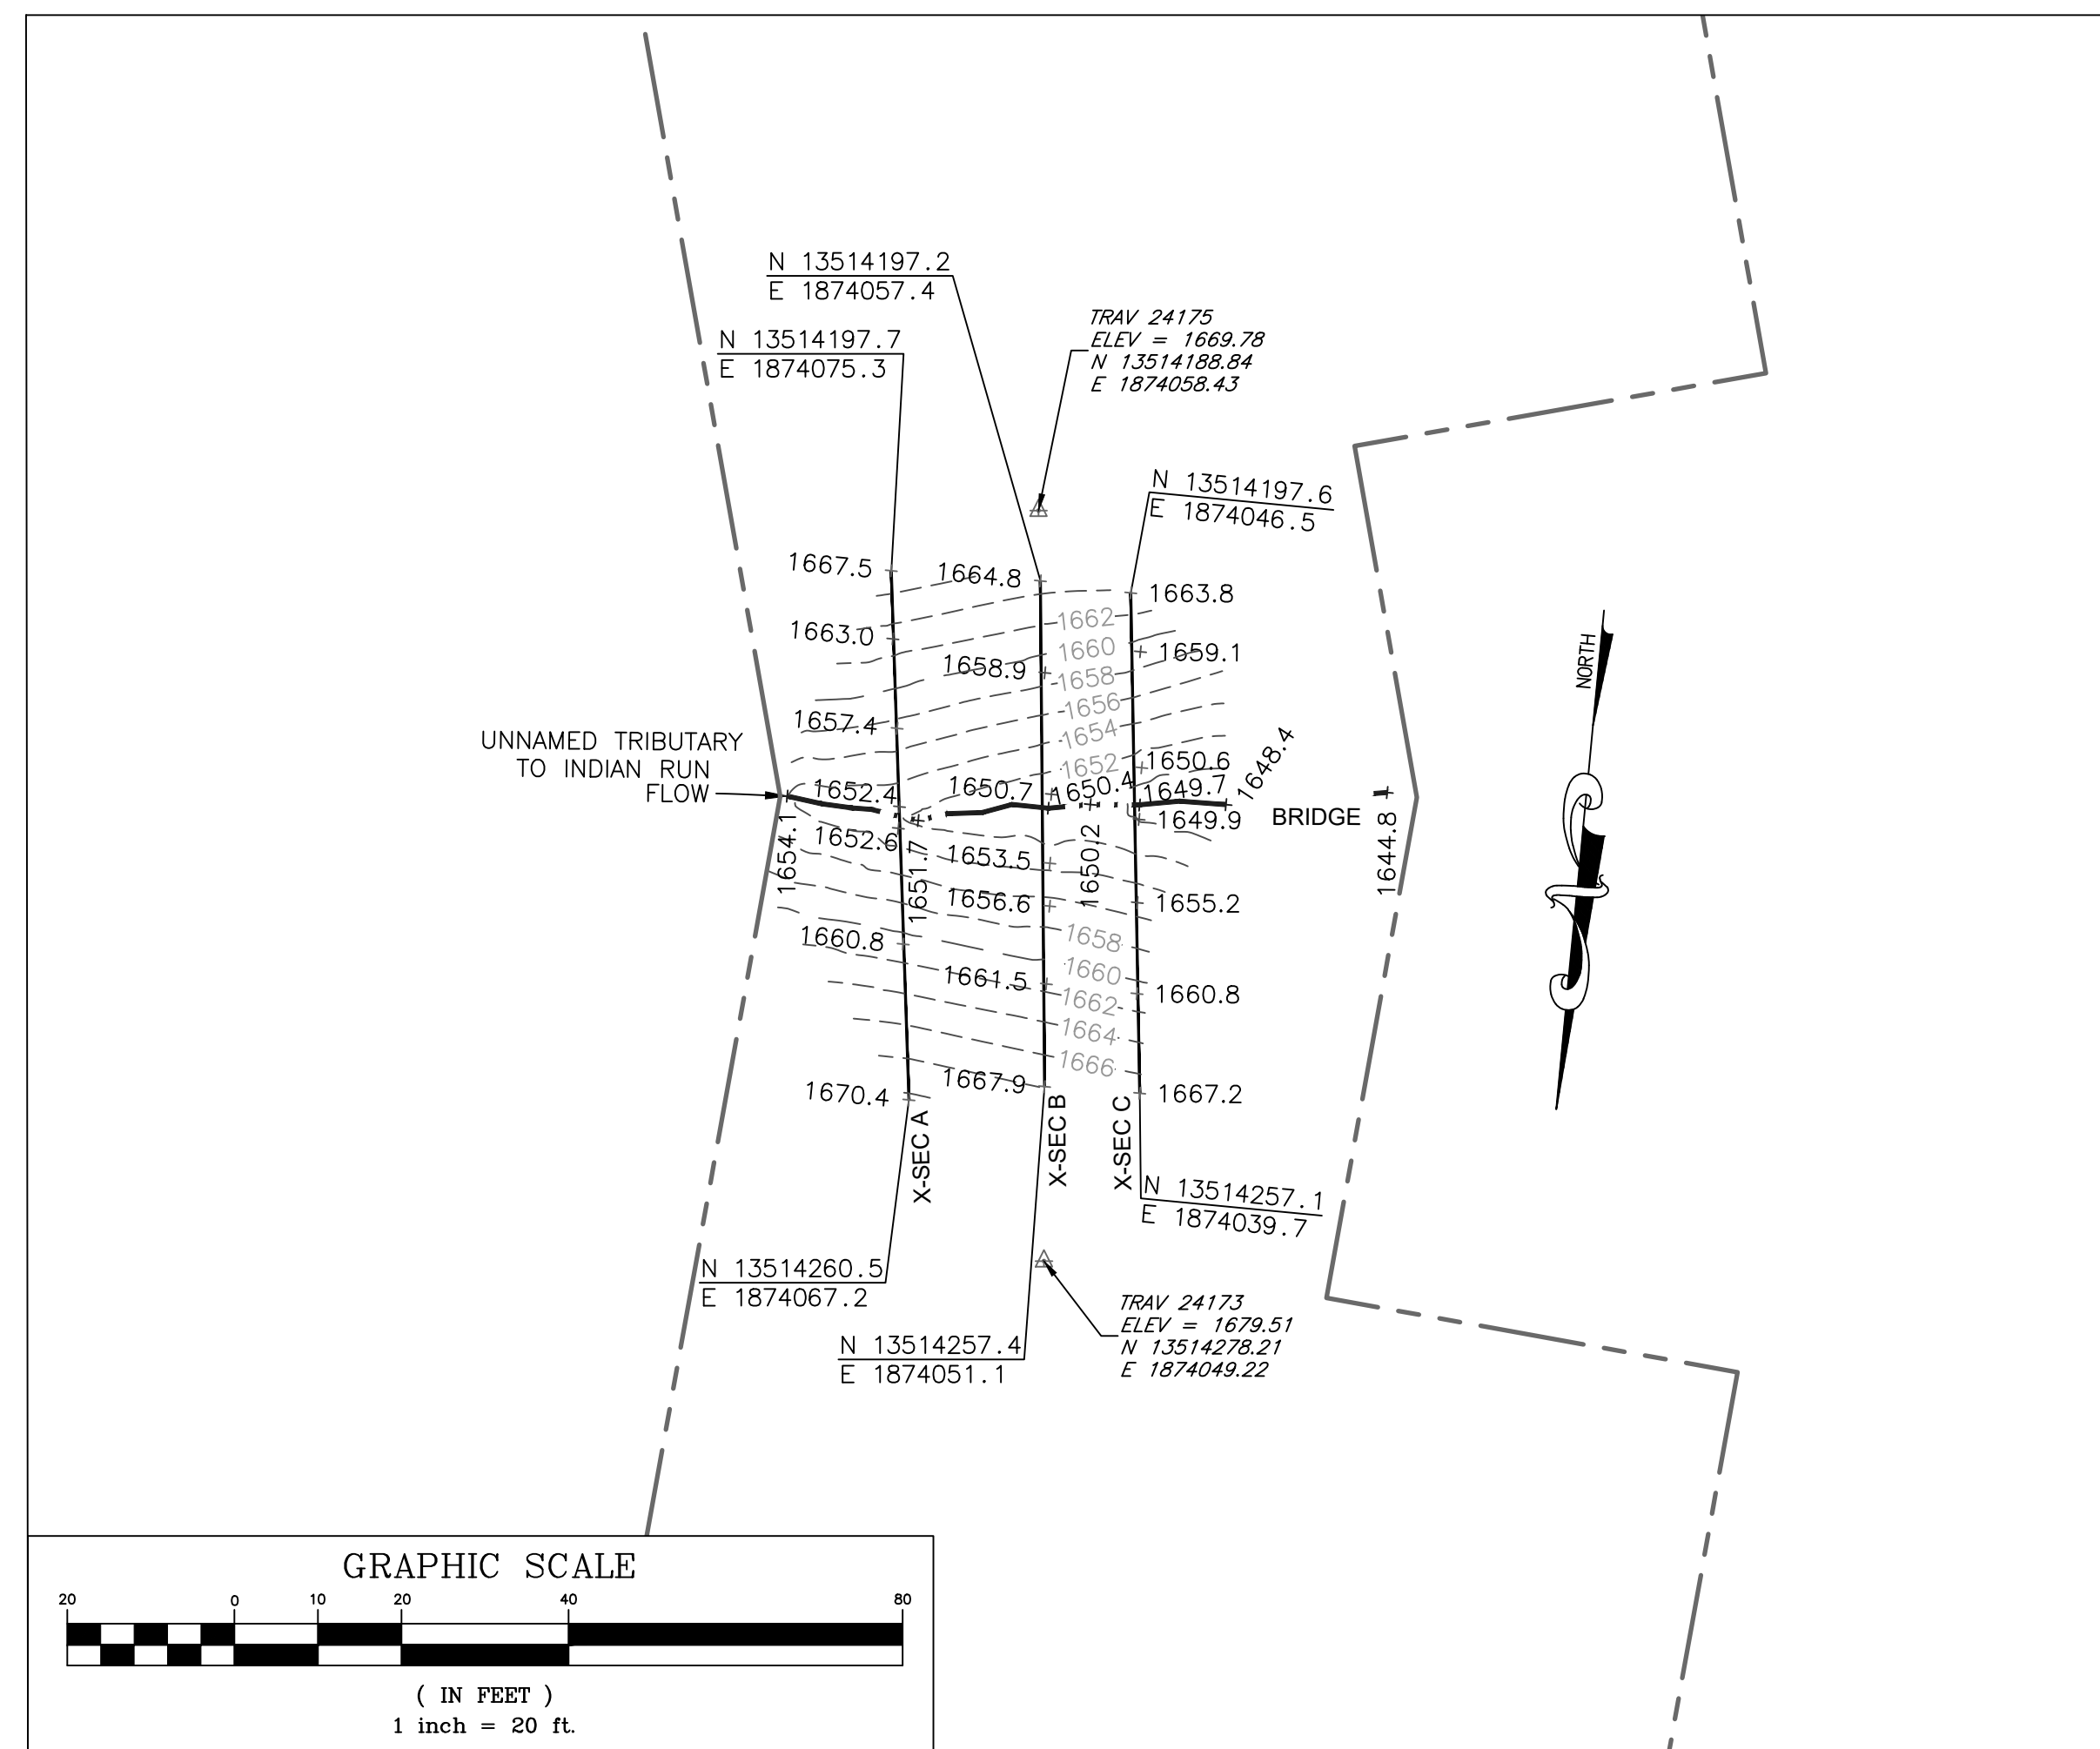 N 13514197.2
E 1874057.4
TRAV 24175
ELEV = 1669.78
N 13514188.84
E 1874058.43
N 13514197.7
E 1874075.3
N 13514197.6
E 1874046.5
1667.5
1664.8
1663.8
1662
1663.0
1660
1659.1
1658.9
1658
1656
1657.4
1654
NORTH
UNNAMED TRIBUTARY
TO INDIAN RUN
FLOW
1652
1650.6
1648.4
1652.4
1650.7
1650.4
1649.7
BRIDGE
1649.9
1654.1
1652.6
1651.7
1653.5
1650.2
1644.8
1656.6
1655.2
1660.8
1658
1661.5
1660
1660.8
1662
1664
1666
1670.4
1667.9
1667.2
X-SEC A
X-SEC B
X-SEC C
N 13514257.1
E 1874039.7
N 13514260.5
E 1874067.2
TRAV 24173
ELEV = 1679.51
N 13514278.21
E 1874049.22
N 13514257.4
E 1874051.1
GRAPHIC SCALE
20 0 10 20 40 80
( IN FEET )
1 inch = 20 ft.